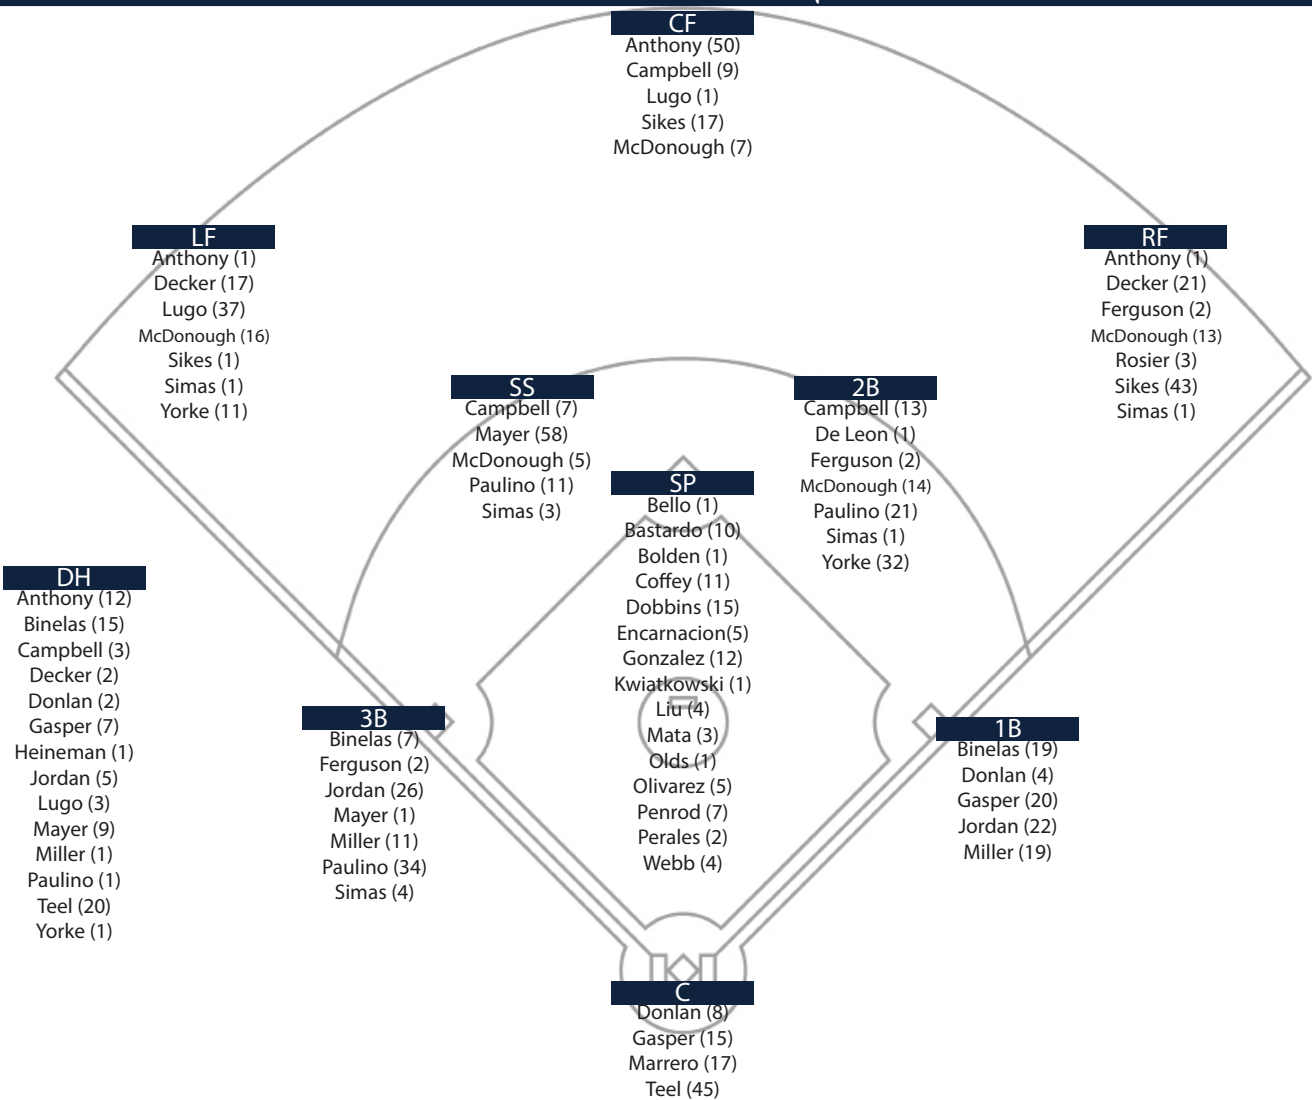 CF
Anthony (50)
Campbell (9)
Lugo (1)
Sikes (17)
McDonough (7)
LF
Anthony (1)
Decker (17)
Lugo (37)
McDonough (16)
Sikes (1)
Simas (1)
Yorke (11)
RF
Anthony (1)
Decker (21)
Ferguson (2)
McDonough (13)
Rosier (3)
Sikes (43)
Simas (1)
SS
Campbell (7)
Mayer (58)
McDonough (5)
Paulino (11)
Simas (3)
2B
Campbell (13)
De Leon (1)
Ferguson (2)
McDonough (14)
Paulino (21)
Simas (1)
Yorke (32)
SP
Bello (1)
Bastardo (10)
Bolden (1)
Coffey (11)
Dobbins (15)
Encarnacion(5)
Gonzalez (12)
Kwiatkowski (1)
Liu (4)
Mata (3)
Olds (1)
Olivarez (5)
Penrod (7)
Perales (2)
Webb (4)
DH
Anthony (12)
Binelas (15)
Campbell (3)
Decker (2)
Donlan (2)
Gasper (7)
Heineman (1)
Jordan (5)
Lugo (3)
Mayer (9)
Miller (1)
Paulino (1)
Teel (20)
Yorke (1)
3B
Binelas (7)
Ferguson (2)
Jordan (26)
Mayer (1)
Miller (11)
Paulino (34)
Simas (4)
1B
Binelas (19)
Donlan (4)
Gasper (20)
Jordan (22)
Miller (19)
C
Donlan (8)
Gasper (15)
Marrero (17)
Teel (45)